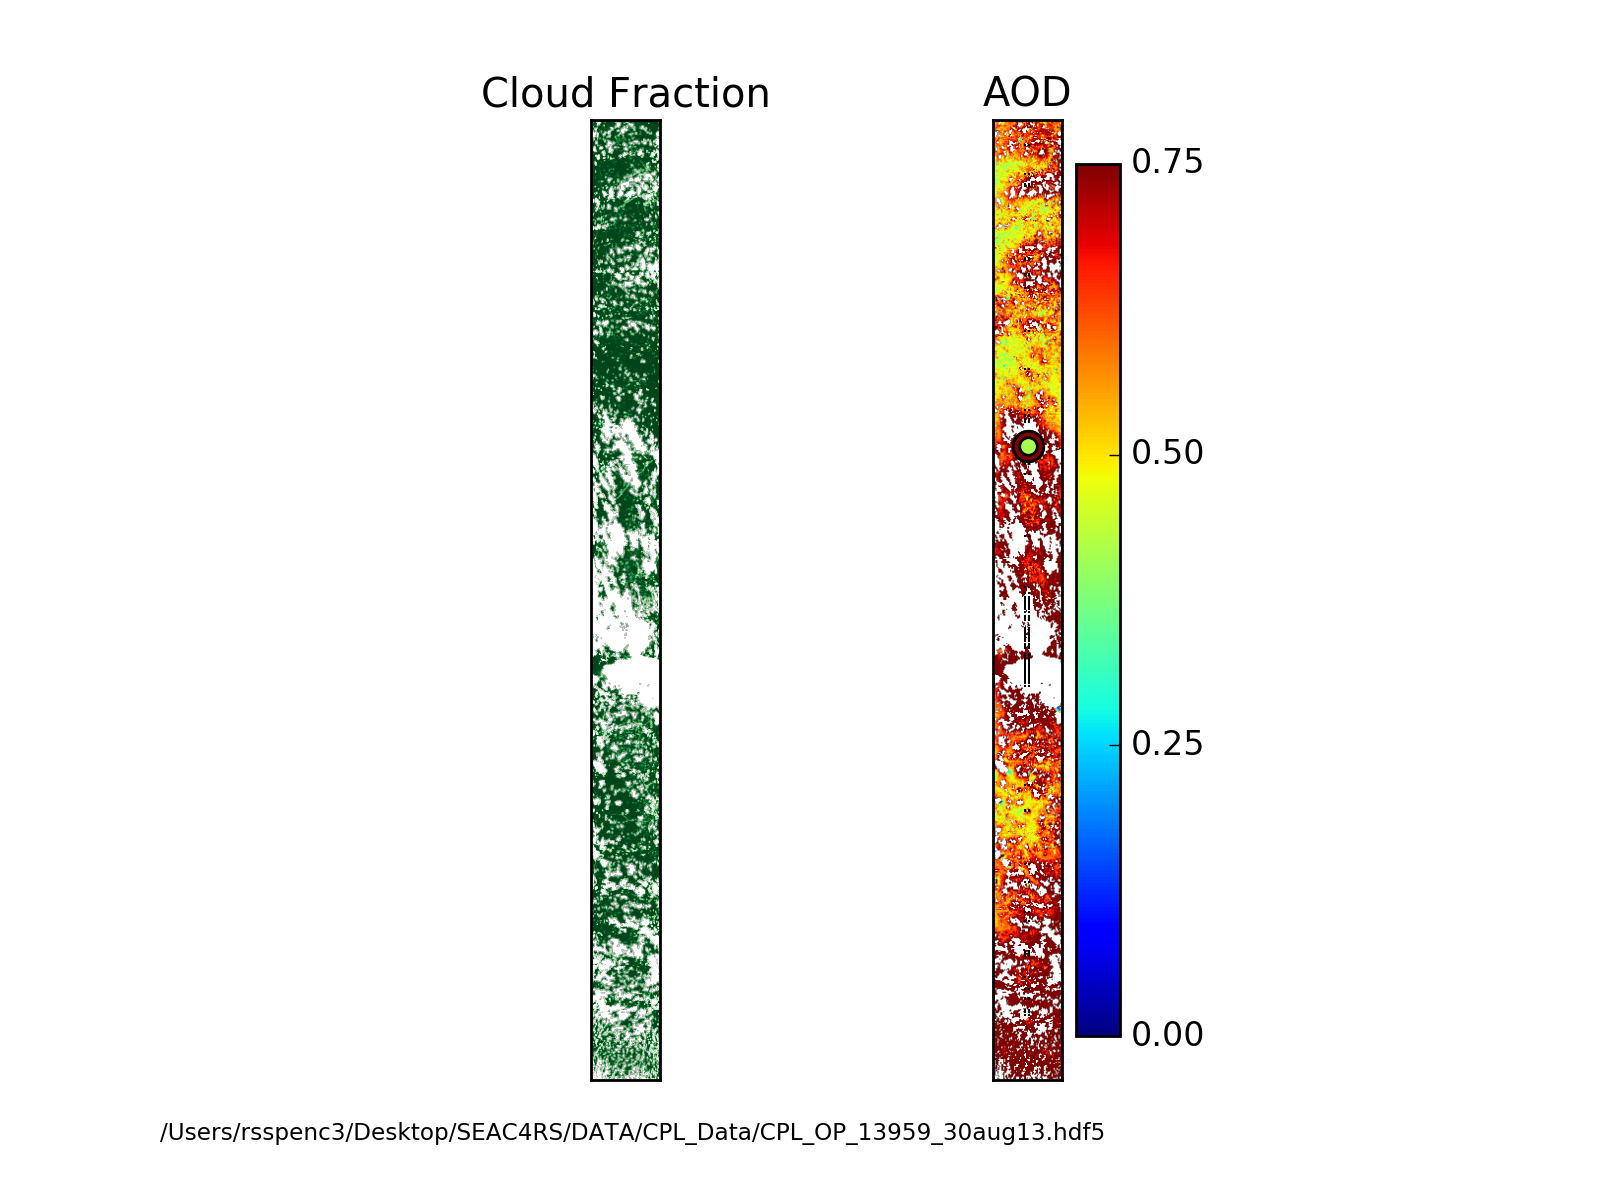 Cloud Fraction
AOD
0.75
0.50
0.25
0.00
/Users/rsspenc3/Desktop/SEAC4RS/DATA/CPL_Data/CPL_OP_13959_30aug13.hdf5